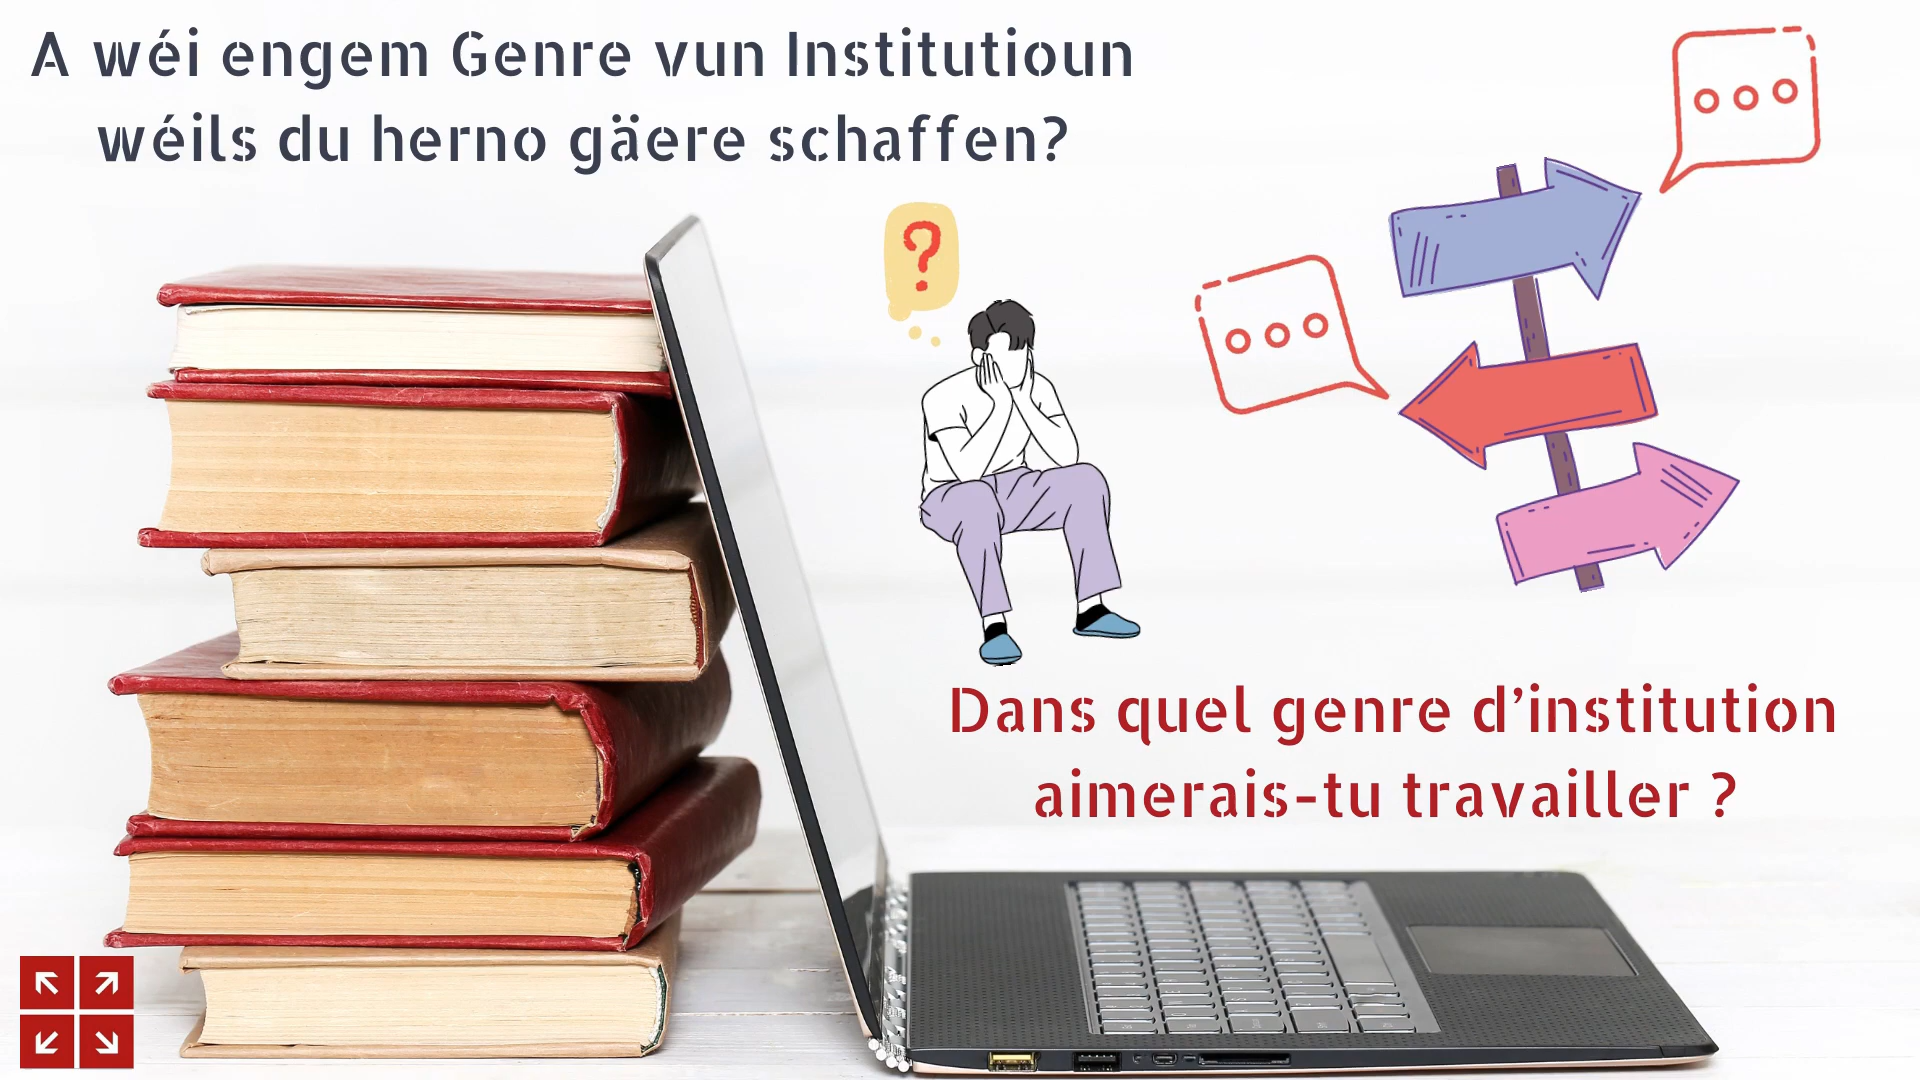 A wéi engem Genre vun Institutioun
wéils du herno gäere schaffen?
?
Dans quel genre d'institution
aimerais-tu travailler ?